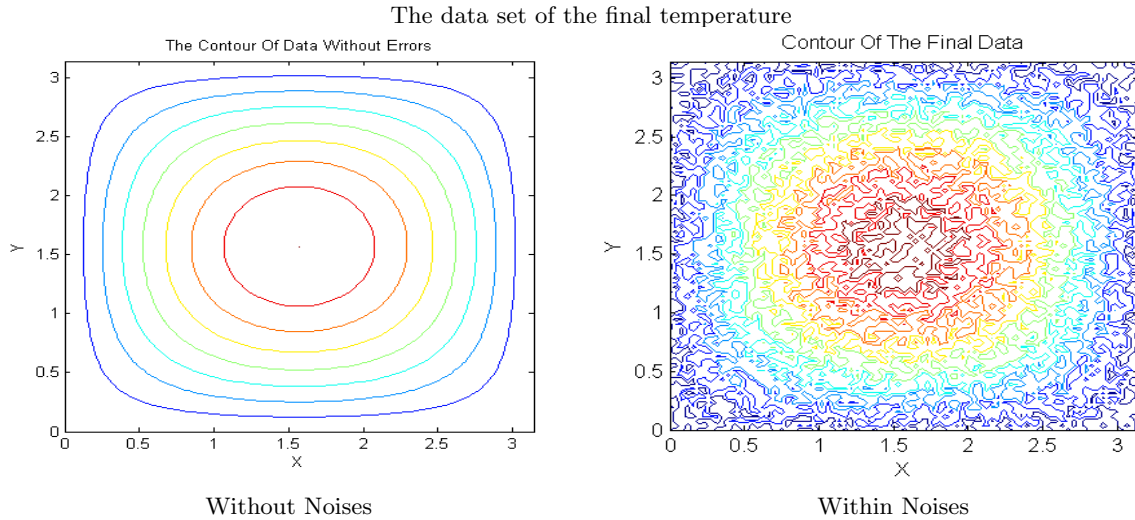 The data set of the final temperature
The Contour Of Data Without Errors
3
2.5
2
1.5
1
0.5
0
Y
0 0.5 1 1.5 2 2.5 3
X
Without Noises
Contour Of The Final Data
3
2.5
2
1.5
1
0.5
0
Y
0 0.5 1 1.5 2 2.5 3
X
Within Noises